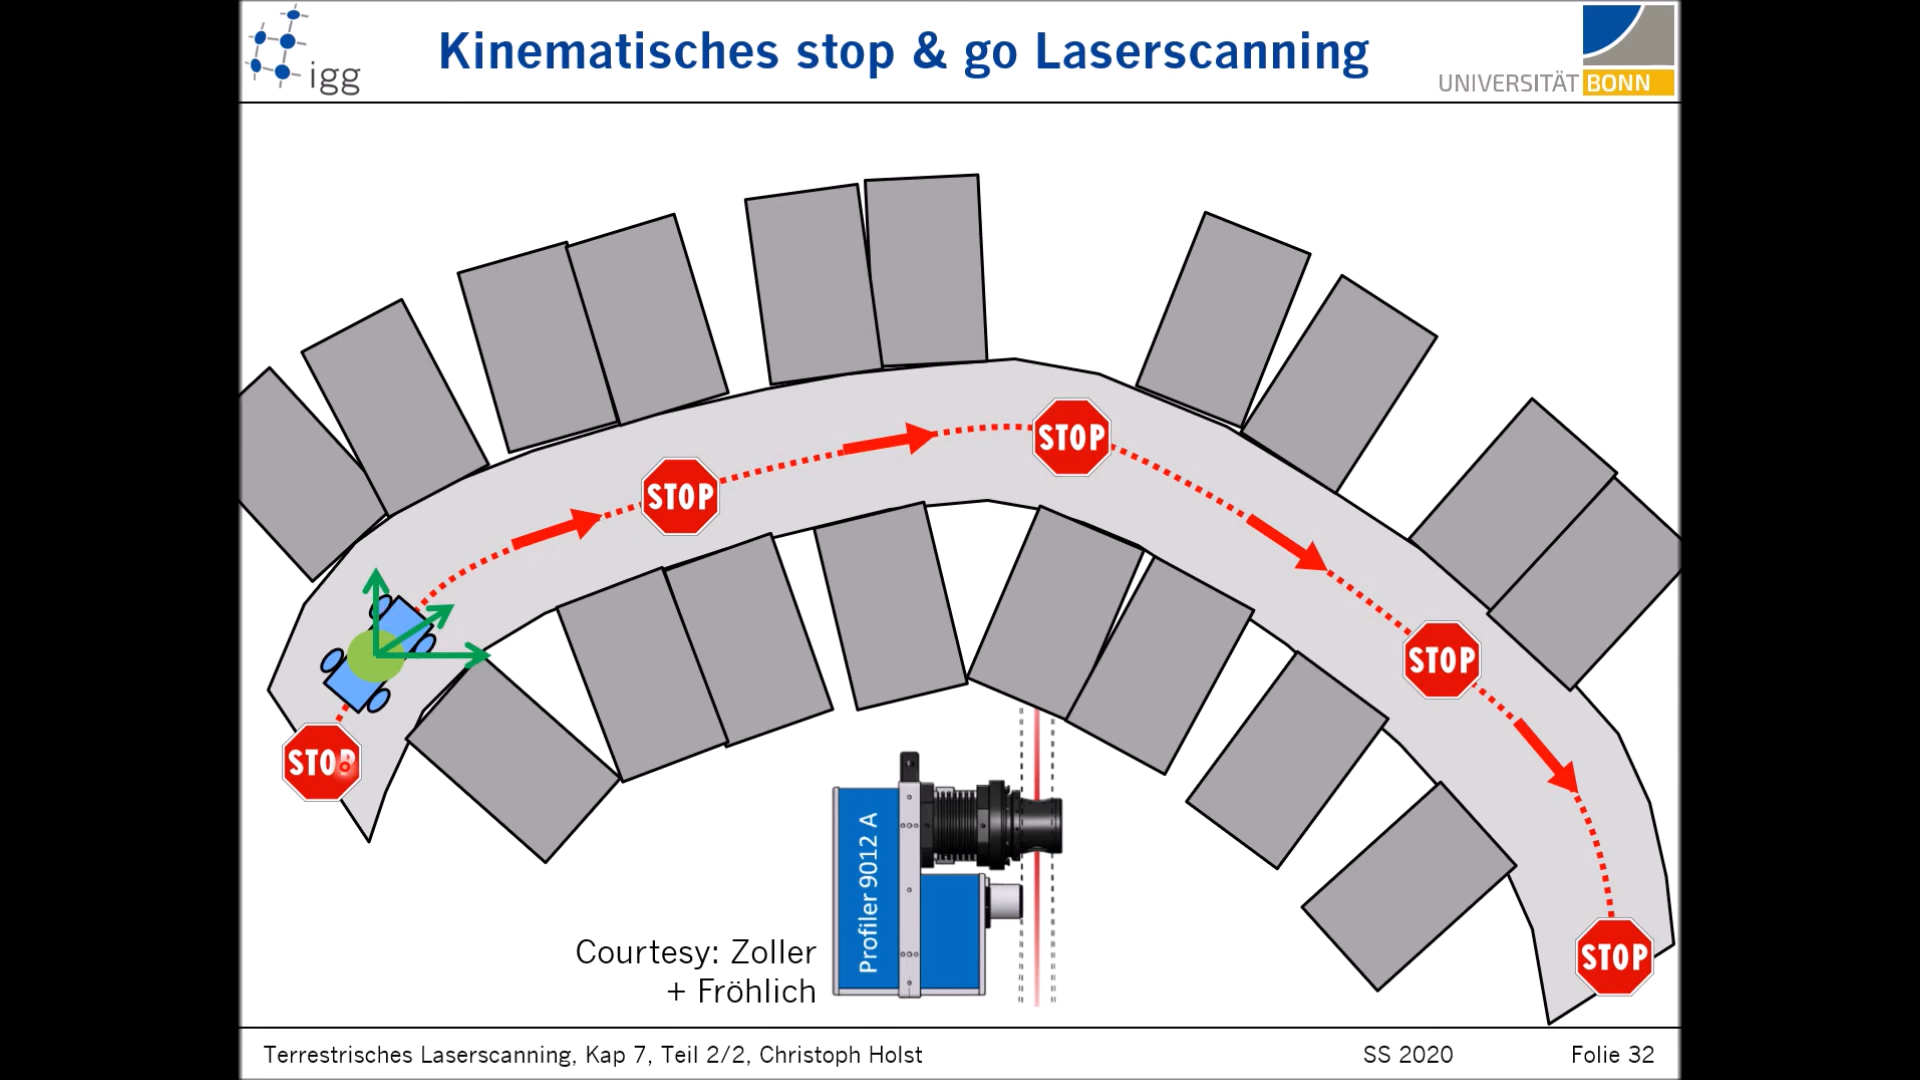 igg
Kinematisches stop & go Laserscanning
UNIVERSITÄT BONN
STOP
STOP
STOP
STOP
STOP
Profiler 9012 A
Courtesy: Zoller
+ Fröhlich
Terrestrisches Laserscanning, Kap 7, Teil 2/2, Christoph Holst
SS 2020
Folie 32